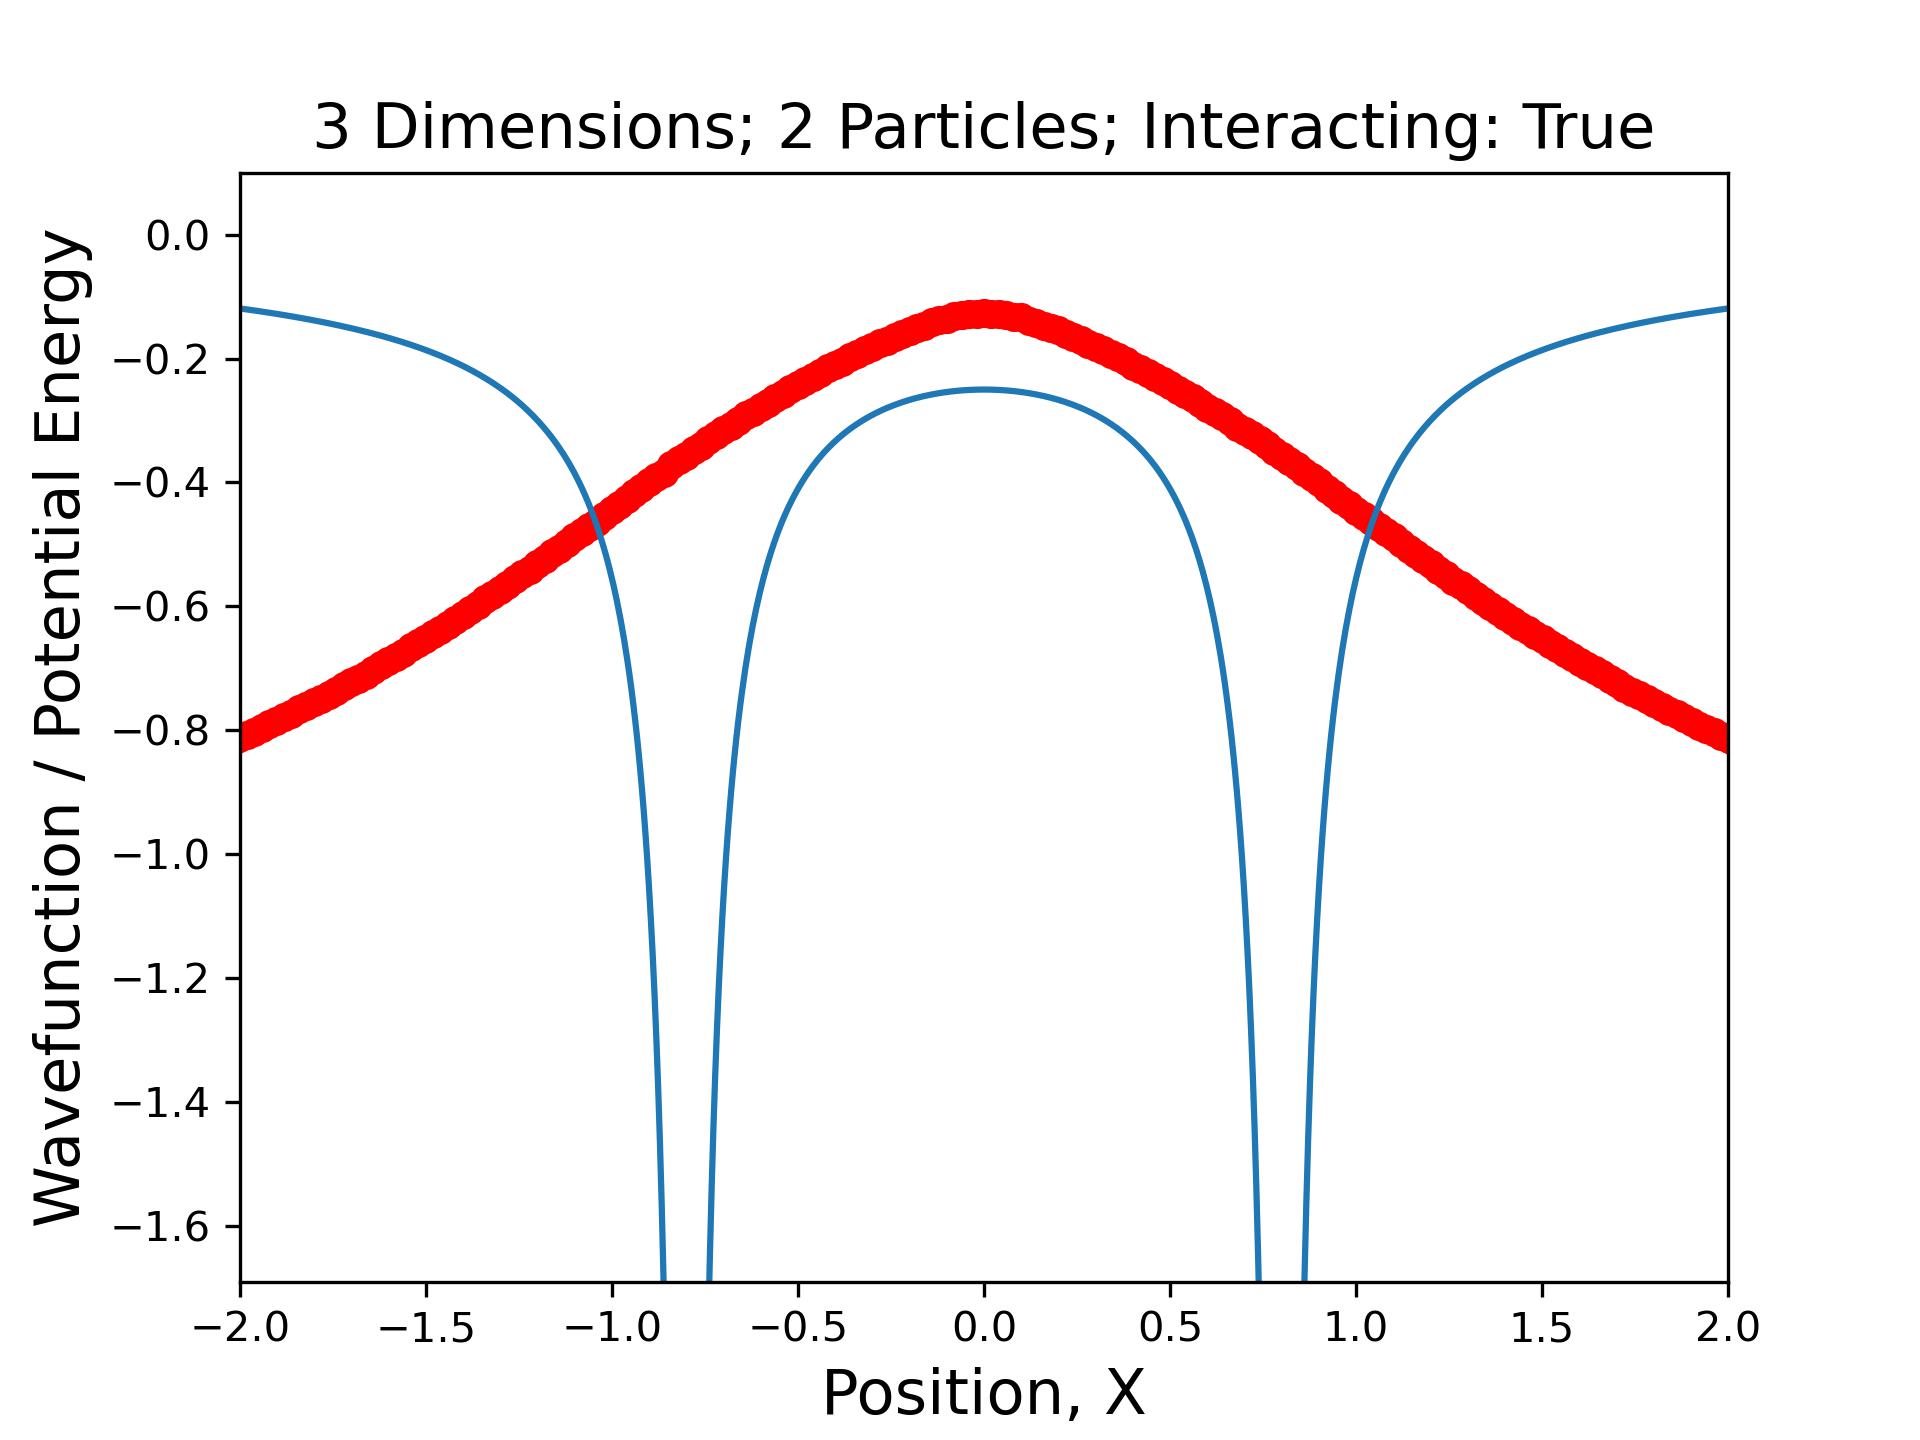 3 Dimensions; 2 Particles; Interacting: True
Wavefunction / Potential Energy
0.0
−0.2
−0.4
−0.6
−0.8
−1.0
−1.2
−1.4
−1.6
−2.0 −1.5 −1.0 −0.5 0.0 0.5 1.0 1.5 2.0
Position, X